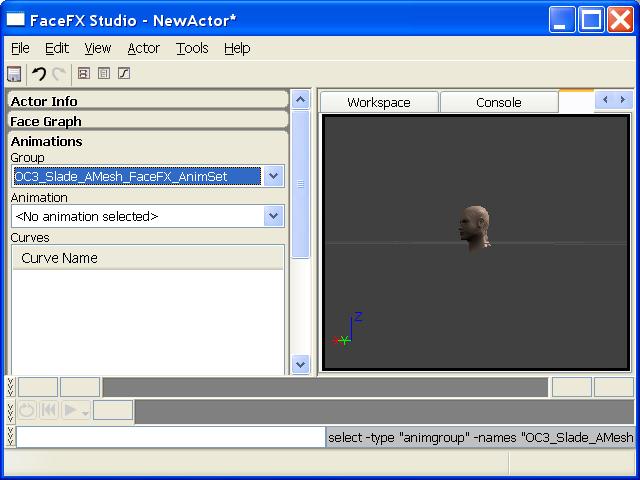 FaceFX Studio - NewActor*
File Edit View Actor Tools Help
Actor Info
Face Graph
Animations
Group
OC3_Slade_AMesh_FaceFX_AnimSet
Animation
<No animation selected>
Curves
Curve Name
Workspace Console
Z
X Y
select -type "animgroup" -names "OC3_Slade_AMesh